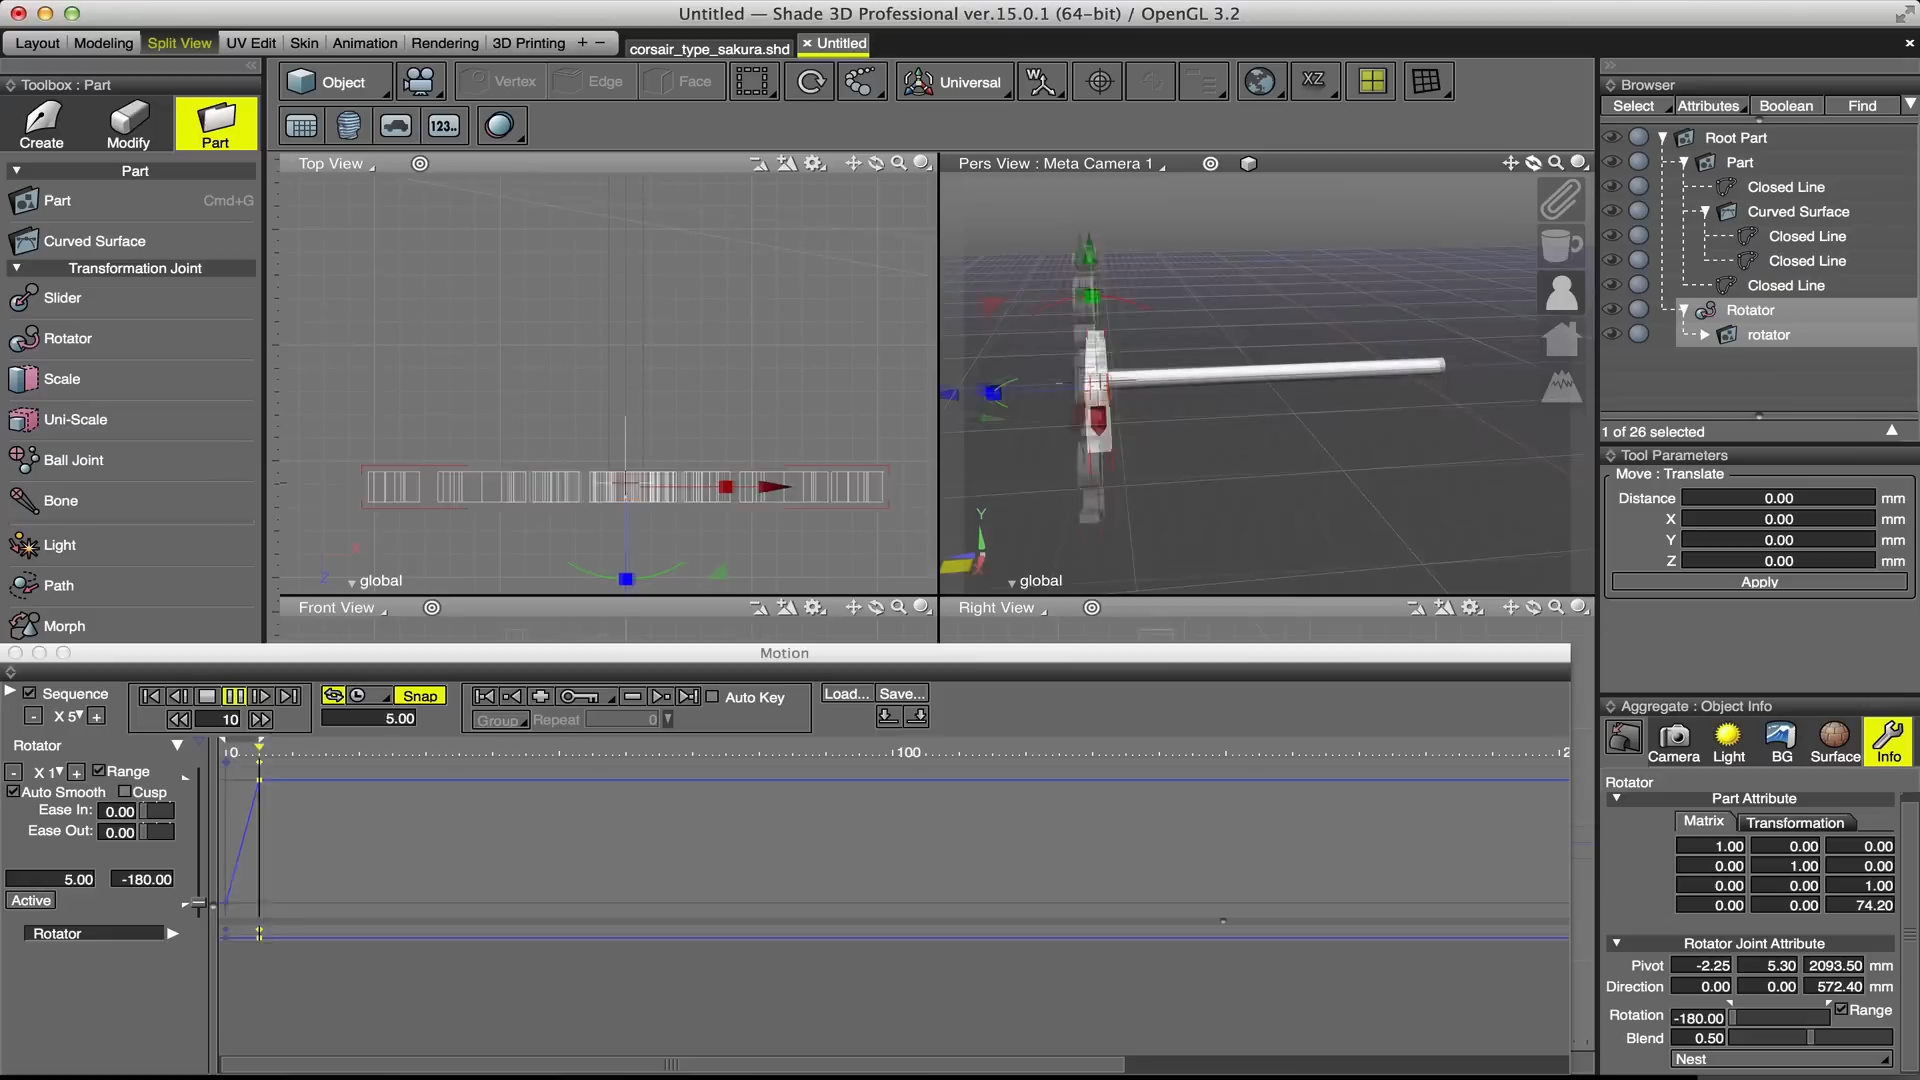 Untitled — Shade 3D Professional ver.15.0.1 (64-bit) / OpenGL 3.2
Layout Modeling Split View UV Edit Skin Animation Rendering 3D Printing + − corsair_type_sakura.shd × Untitled ×
Toolbox : Part
Create Modify Part
Part
Part Cmd+G
Curved Surface
Transformation Joint
Slider
Rotator
Scale
Uni-Scale
Ball Joint
Bone
Light
Path
Morph
Object Vertex Edge Face Universal W XZ
123..
Top View
global
Pers View : Meta Camera 1
Y
global
Front View
Right View
Browser
Select Attributes Boolean Find
Root Part
Part
Closed Line
Curved Surface
Closed Line
Closed Line
Closed Line
Rotator
rotator
1 of 26 selected
Tool Parameters
Move : Translate
Distance 0.00 mm
X 0.00 mm
Y 0.00 mm
Z 0.00 mm
Apply
Aggregate : Object Info
Camera Light BG Surface Info
Rotator
Part Attribute
Matrix Transformation
1.00 0.00 0.00
0.00 1.00 0.00
0.00 0.00 1.00
0.00 0.00 74.20
Rotator Joint Attribute
Pivot -2.25 5.30 2093.50 mm
Direction 0.00 0.00 572.40 mm
Rotation -180.00 Range
Blend 0.50
Nest
Motion
Sequence Snap Auto Key Load... Save...
- X 5 + 10 5.00 Group Repeat 0
Rotator 0 100 2
- X 1 + Range
Auto Smooth Cusp
Ease In: 0.00
Ease Out: 0.00
5.00 -180.00
Active
Rotator